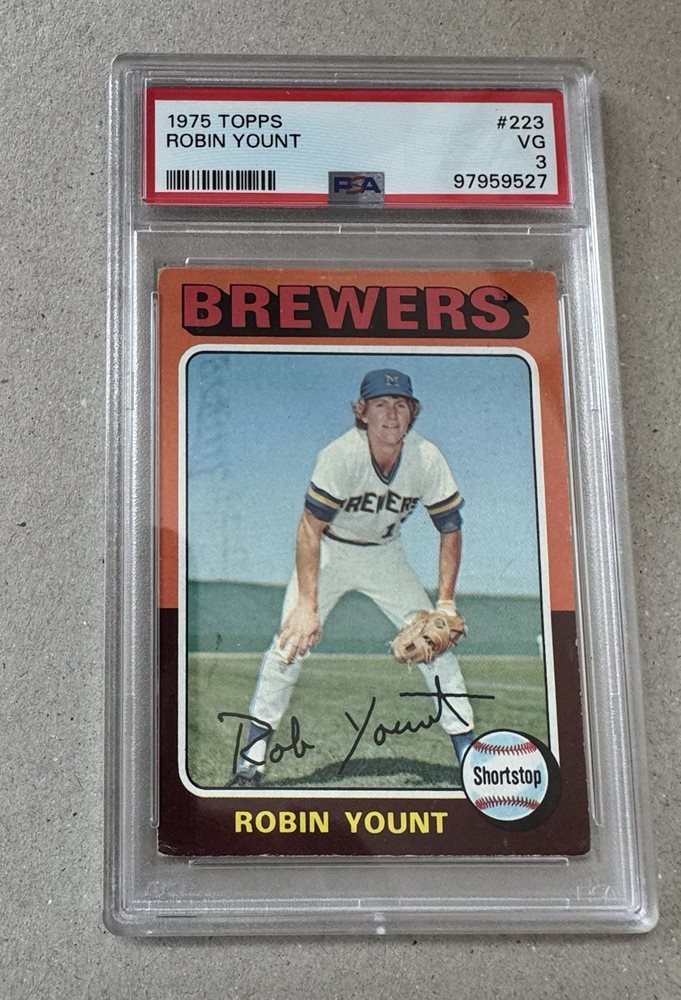 1975 TOPPS #223
ROBIN YOUNT VG
3
PSA 97959527
BREWERS
M
BREWERS
Rob Yount
Shortstop
ROBIN YOUNT